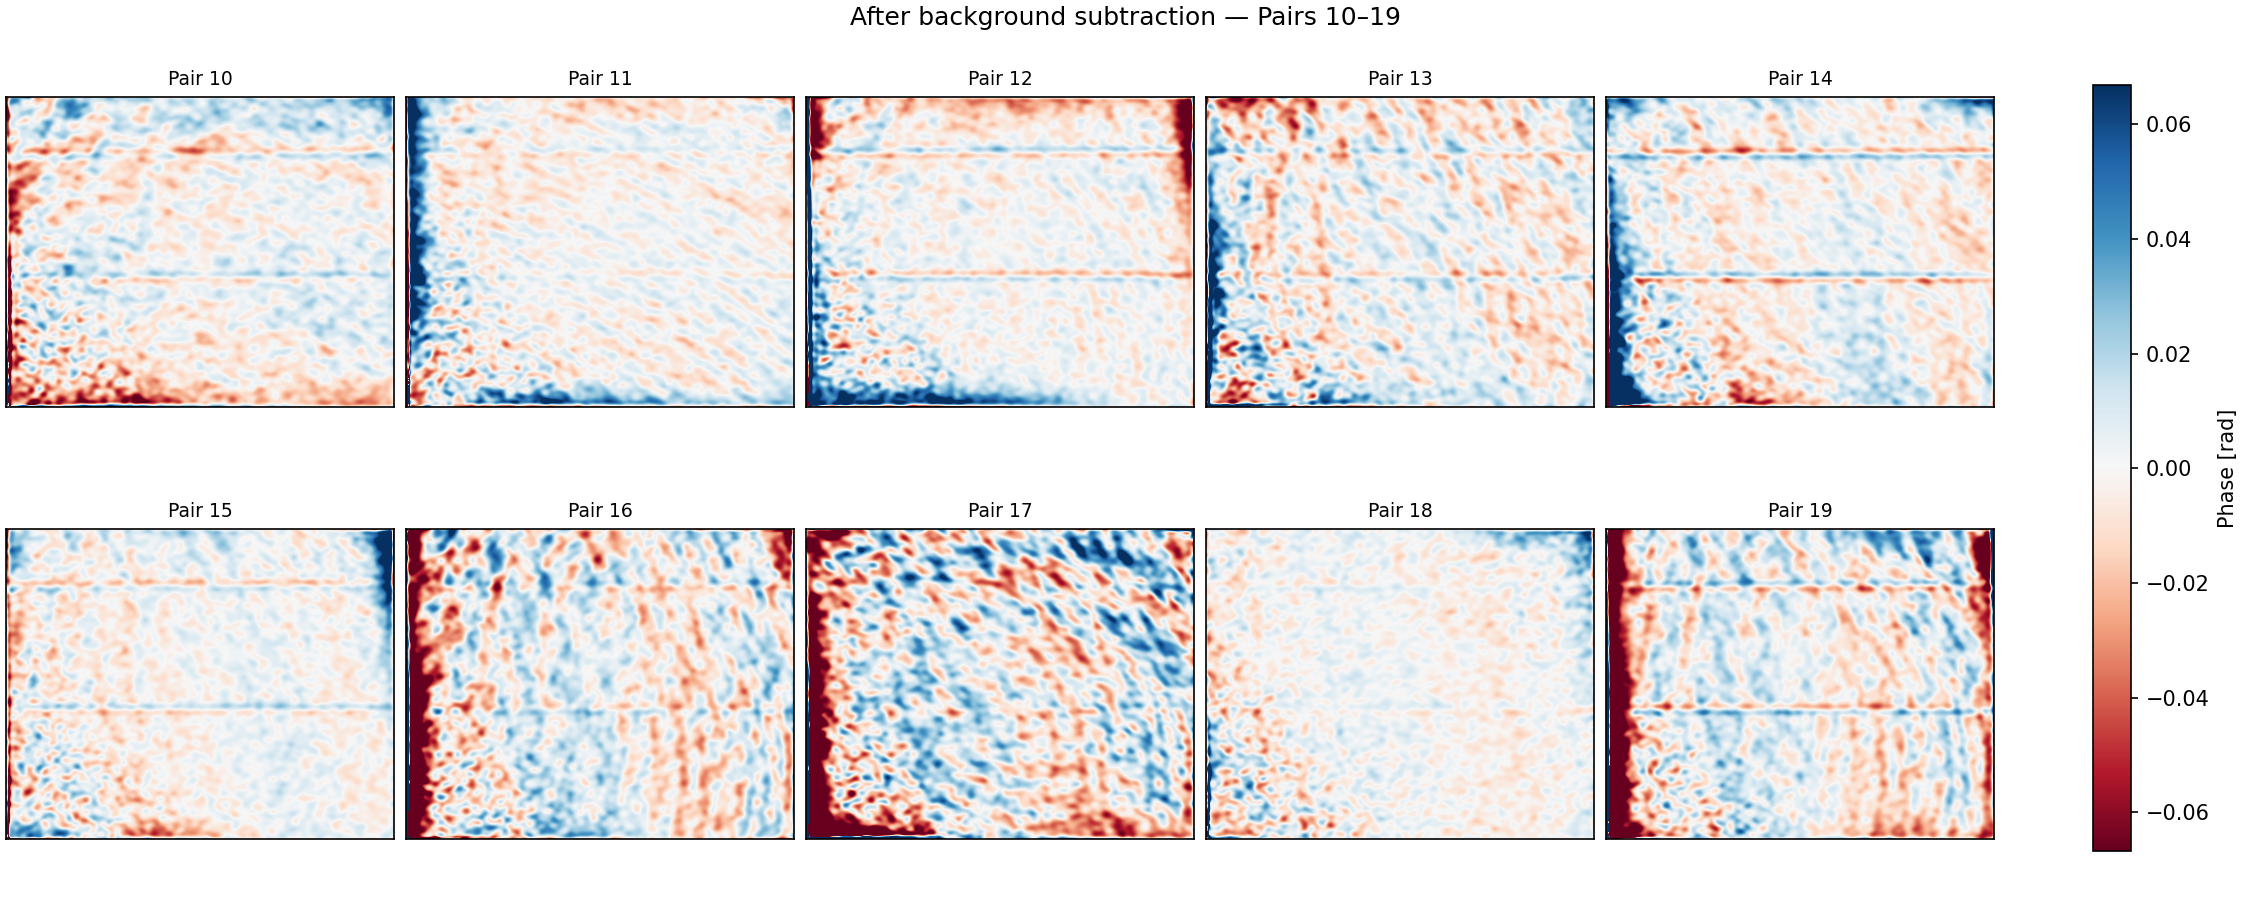 After background subtraction — Pairs 10–19
Pair 10
Pair 11
Pair 12
Pair 13
Pair 14
Pair 15
Pair 16
Pair 17
Pair 18
Pair 19
0.06
0.04
0.02
0.00
−0.02
−0.04
−0.06
Phase [rad]